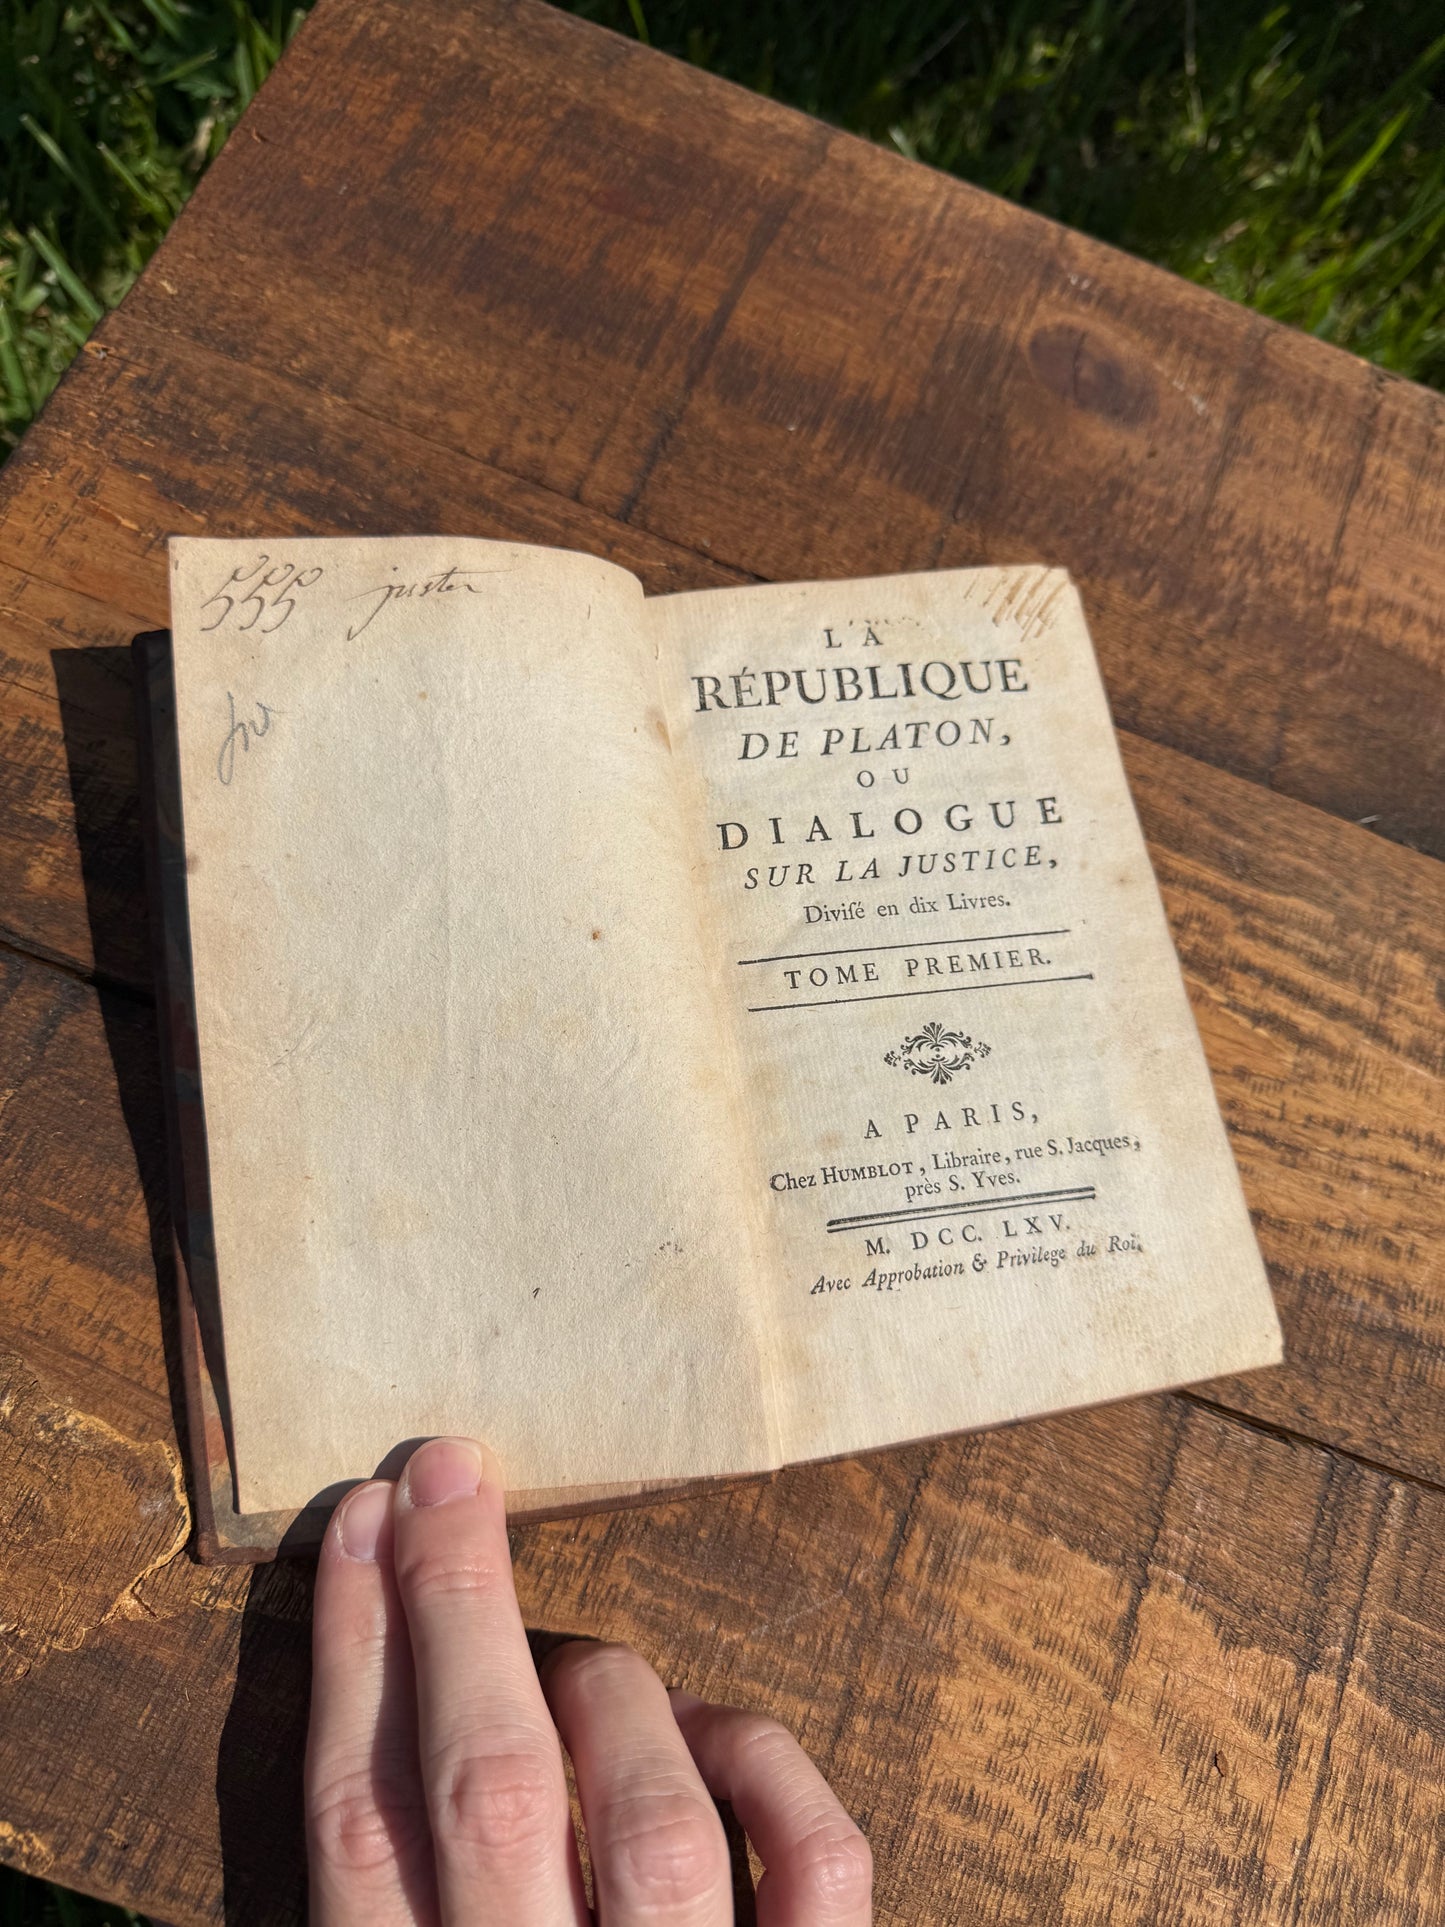 juster
LA
RÉPUBLIQUE
DE PLATON,
OU
DIALOGUE
SUR LA JUSTICE,
Diviſé en dix Livres.
TOME PREMIER.
A PARIS,
Chez HUMBLOT, Libraire, rue S. Jacques,
près S. Yves.
M. DCC. LXV.
Avec Approbation & Privilege du Roi.